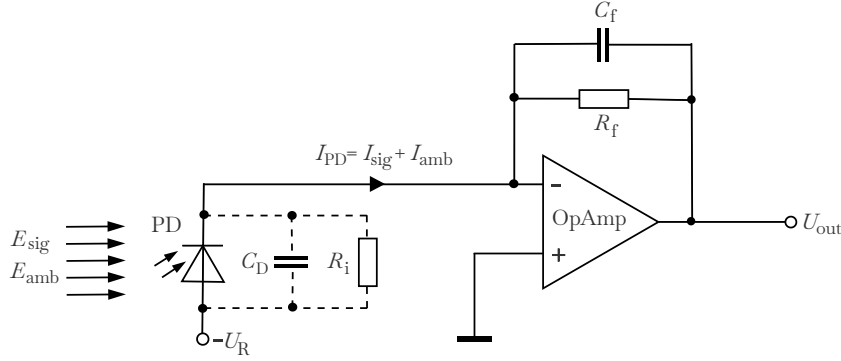 C_f
R_f
I_PD= I_sig + I_amb
-
OpAmp
+
U_out
PD
E_sig
E_amb
C_D
R_i
-U_R